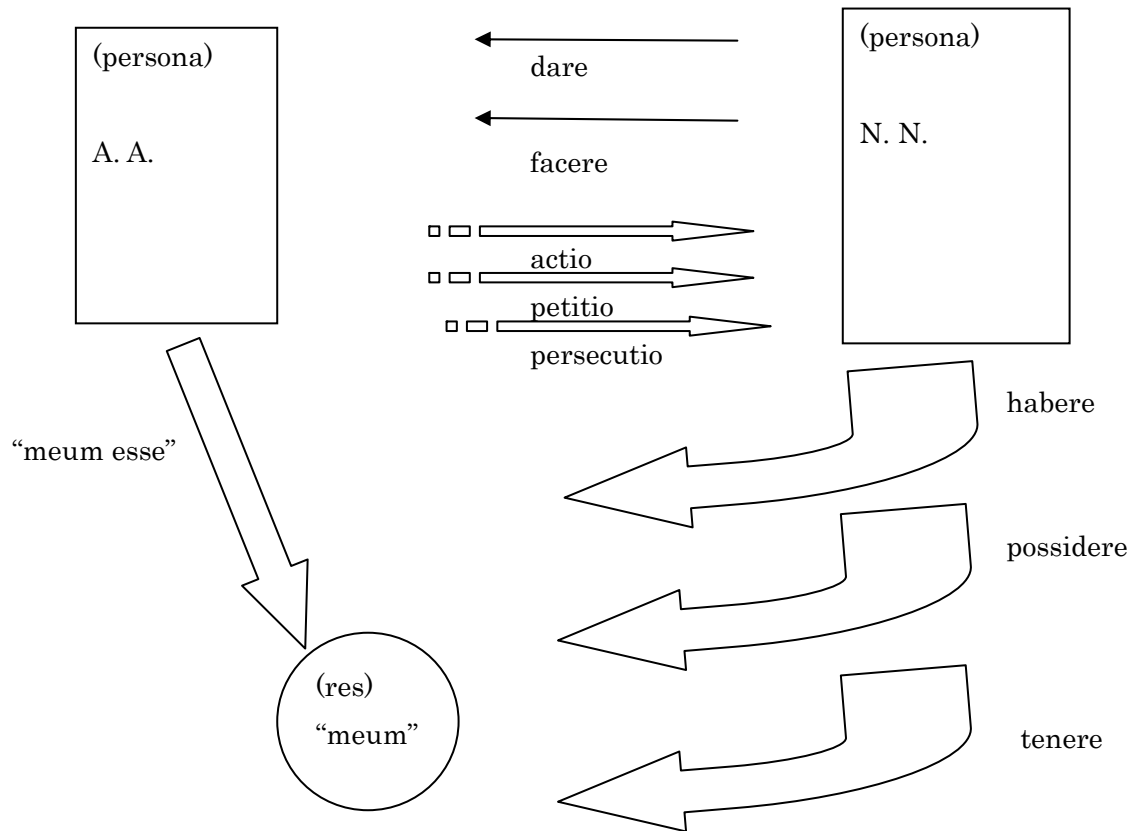 (persona)
A. A.
dare
facere
actio
petitio
persecutio
(persona)
N. N.
“meum esse”
habere
possidere
tenere
(res)
“meum”